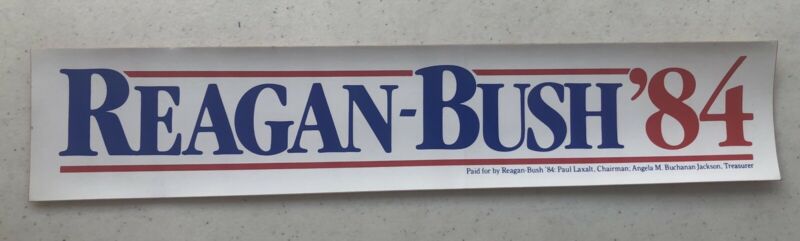 REAGAN-BUSH '84
Paid for by Reagan-Bush '84: Paul Laxalt, Chairman; Angela M. Buchanan Jackson, Treasurer